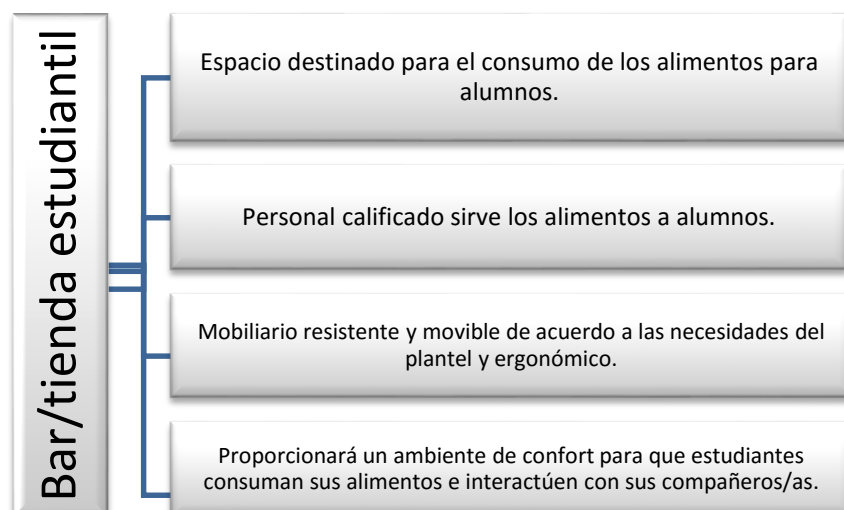 Bar/tienda estudiantil
Espacio destinado para el consumo de los alimentos para
alumnos.
Personal calificado sirve los alimentos a alumnos.
Mobiliario resistente y movible de acuerdo a las necesidades del
plantel y ergonómico.
Proporcionará un ambiente de confort para que estudiantes
consuman sus alimentos e interactúen con sus compañeros/as.